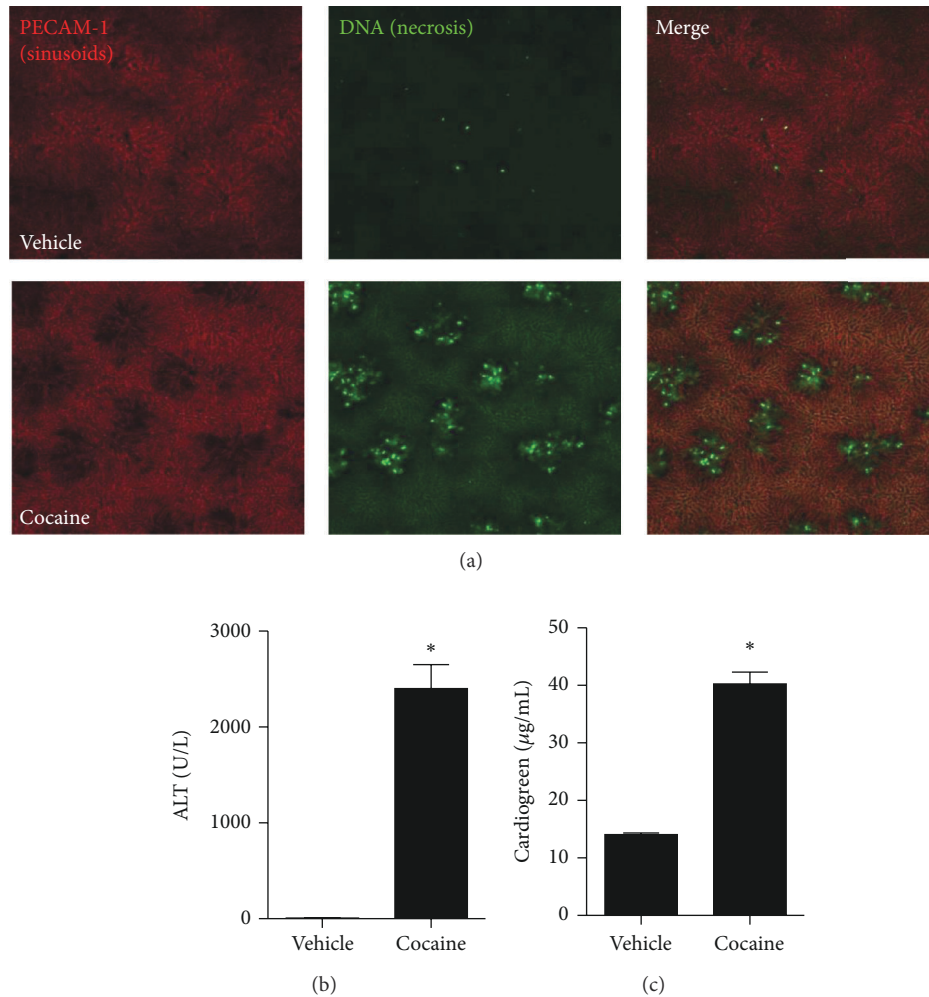 PECAM-1
(sinusoids)
DNA (necrosis)
Merge
Vehicle
Cocaine
(a)
ALT (U/L)
3000
2000
1000
0
*
Vehicle
Cocaine
(b)
Cardiogreen (µg/mL)
50
40
30
20
10
0
*
Vehicle
Cocaine
(c)